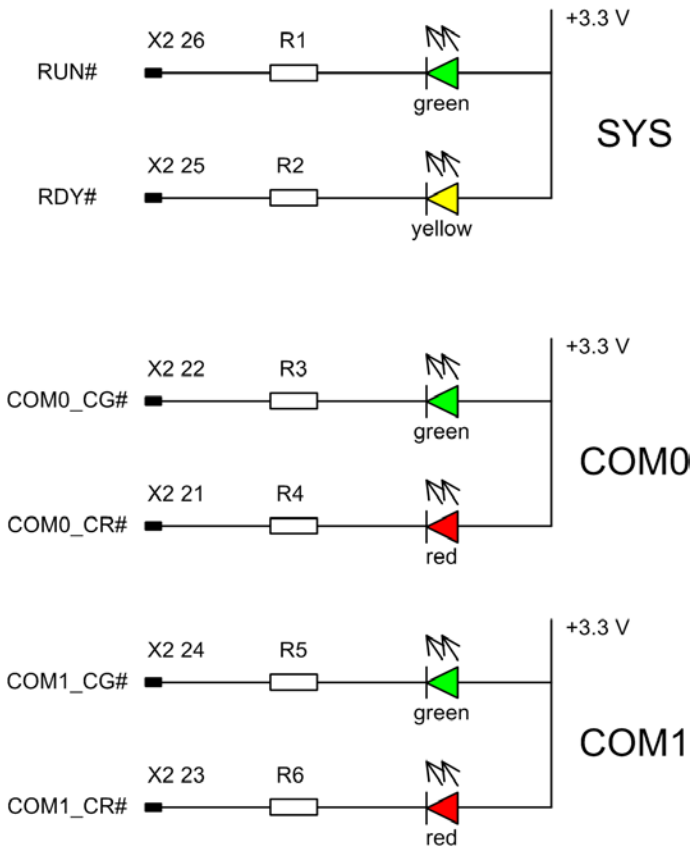 +3.3 V
X2 26 R1
RUN#
green
SYS
X2 25 R2
RDY#
yellow
+3.3 V
X2 22 R3
COM0_CG#
green
COM0
X2 21 R4
COM0_CR#
red
+3.3 V
X2 24 R5
COM1_CG#
green
COM1
X2 23 R6
COM1_CR#
red